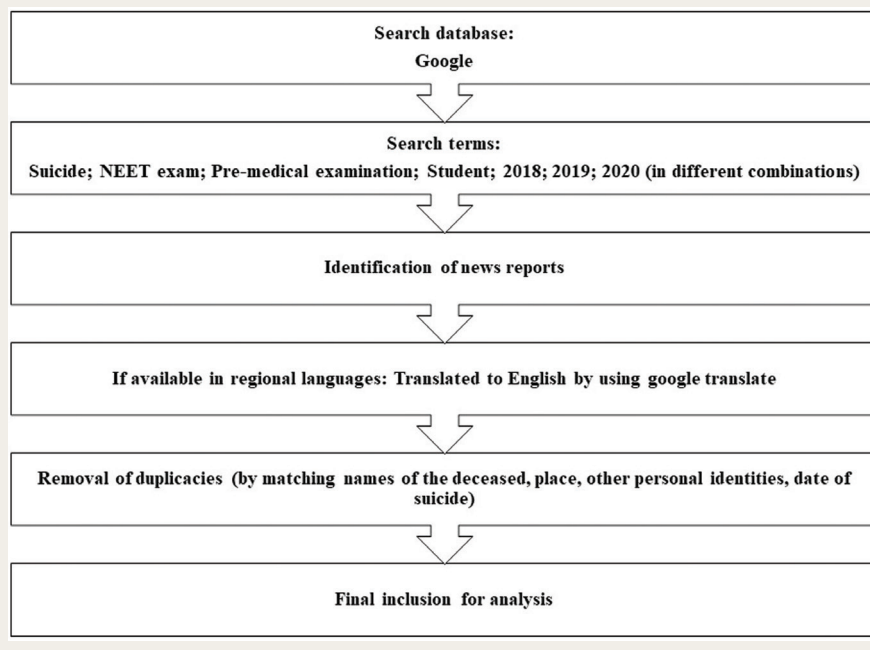 Search database:
Google
Search terms:
Suicide; NEET exam; Pre-medical examination; Student; 2018; 2019; 2020 (in different combinations)
Identification of news reports
If available in regional languages: Translated to English by using google translate
Removal of duplicacies (by matching names of the deceased, place, other personal identities, date of
suicide)
Final inclusion for analysis